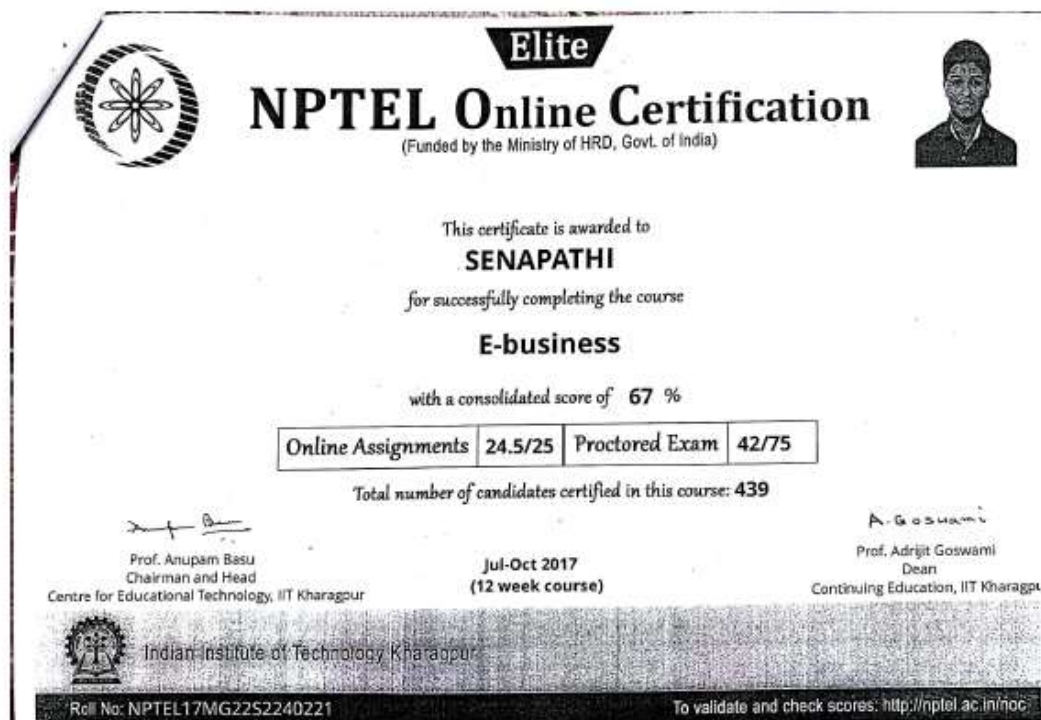 Elite
NPTEL Online Certification
(Funded by the Ministry of HRD, Govt. of India)
This certificate is awarded to
SENAPATHI
for successfully completing the course
E-business
with a consolidated score of 67 %
Online Assignments 24.5/25 Proctored Exam 42/75
Total number of candidates certified in this course: 439
A. Goswami
Prof. Anupam Basu
Chairman and Head
Centre for Educational Technology, IIT Kharagpur
Jul-Oct 2017
(12 week course)
Prof. Adrijit Goswami
Dean
Continuing Education, IIT Kharagpu
Indian Institute of Technology Kharagpur
Roll No: NPTEL17MG22S2240221
To validate and check scores: http://nptel.ac.in/noc